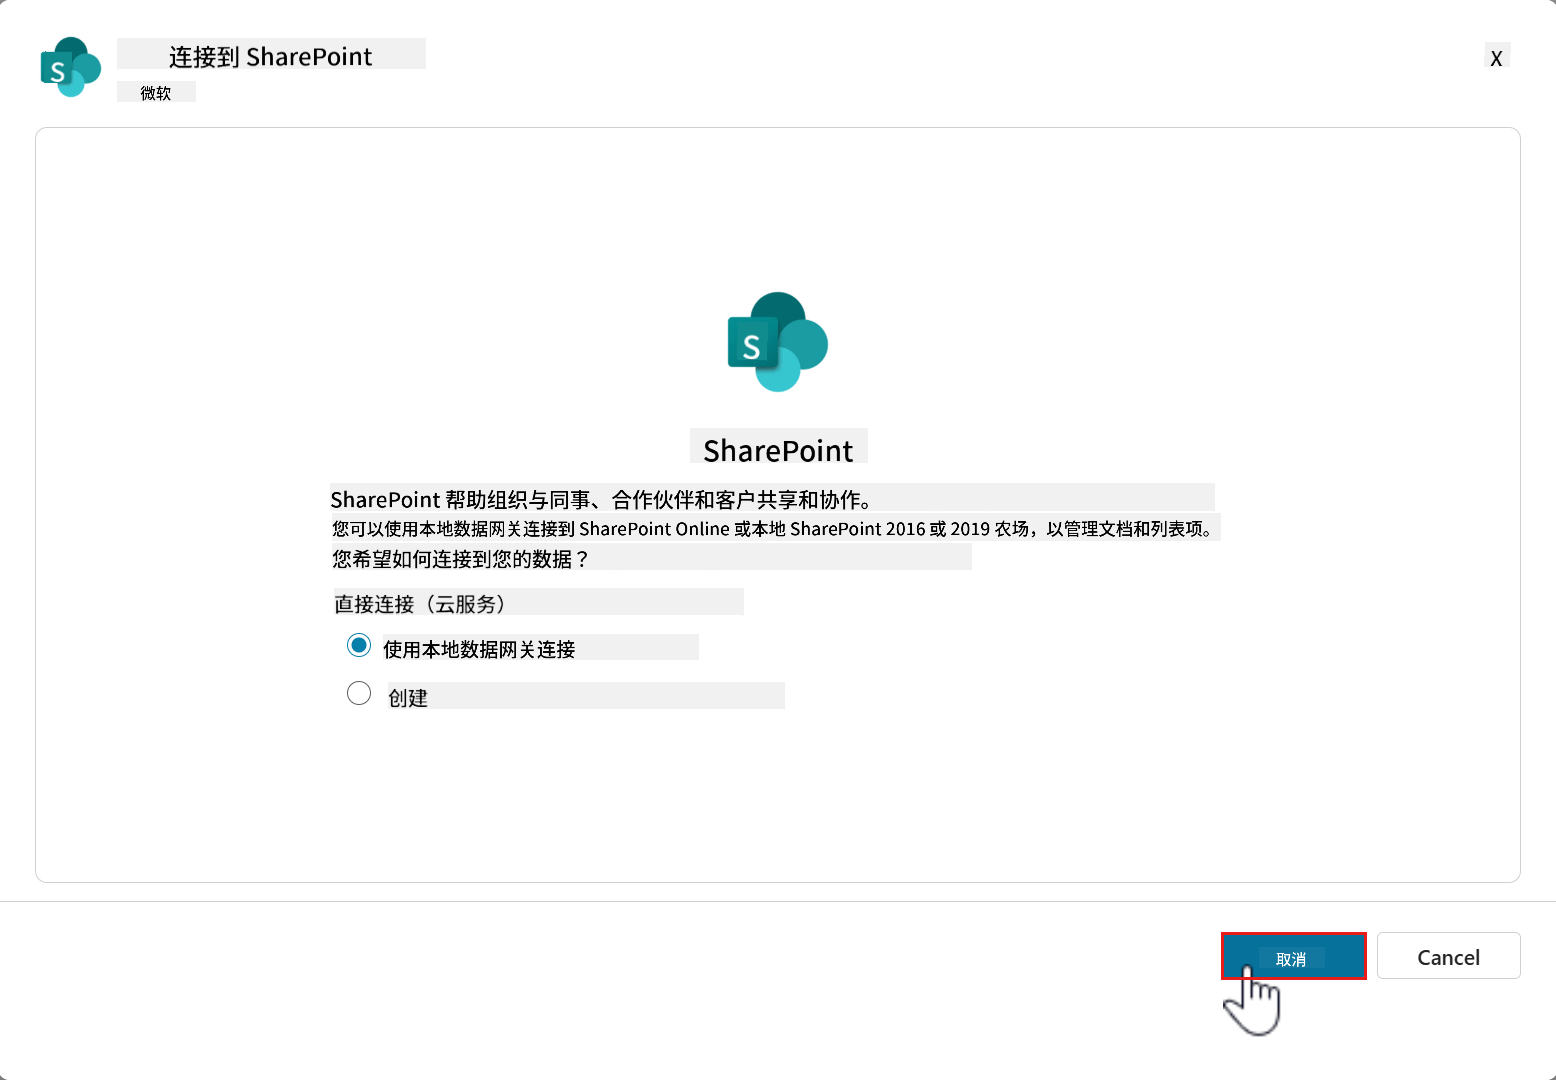 连接到 SharePoint
X
微软
S
S
SharePoint
SharePoint 帮助组织与同事、合作伙伴和客户共享和协作。
您可以使用本地数据网关连接到 SharePoint Online 或本地 SharePoint 2016 或 2019 农场，以管理文档和列表项。
您希望如何连接到您的数据？
直接连接（云服务）
使用本地数据网关连接
创建
取消
Cancel